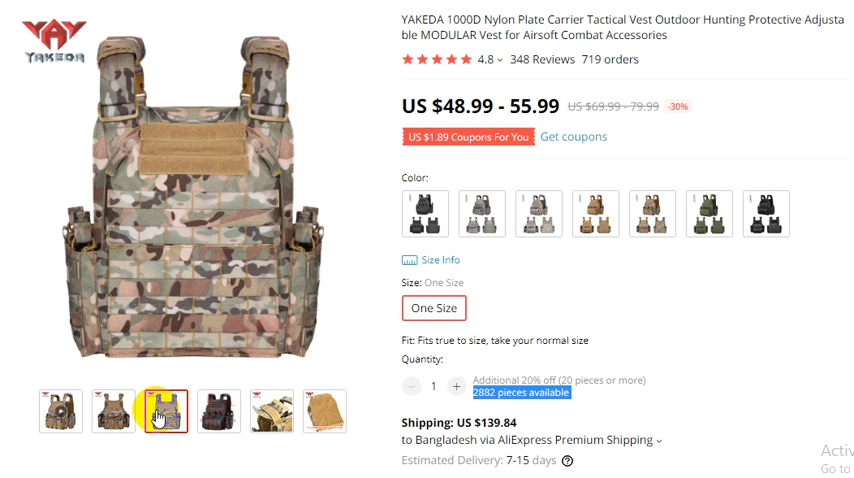 YAY
YAKEDA
YAKEDA 1000D Nylon Plate Carrier Tactical Vest Outdoor Hunting Protective Adjusta
ble MODULAR Vest for Airsoft Combat Accessories
4.8 348 Reviews 719 orders
US $48.99 - 55.99 US $69.99 - 79.99 -30%
US $1.89 Coupons For You Get coupons
Color:
Size Info
Size: One Size
One Size
Fit: Fits true to size, take your normal size
Quantity:
1
Additional 20% off (20 pieces or more)
2882 pieces available
Shipping: US $139.84
to Bangladesh via AliExpress Premium Shipping
Estimated Delivery: 7-15 days
Activ
Go to